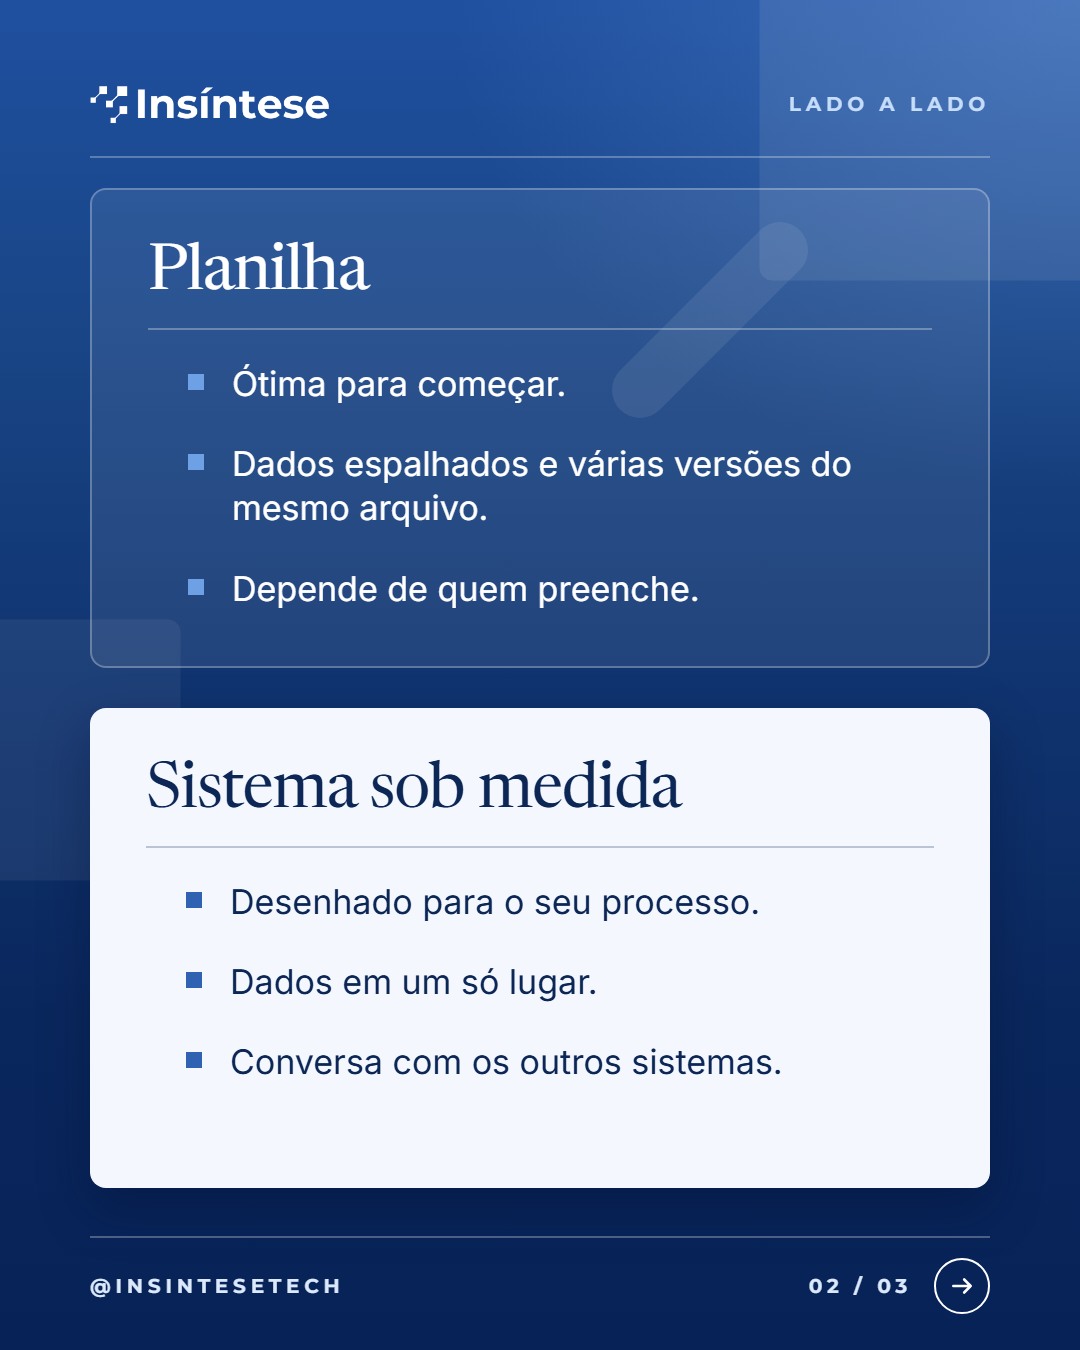 Insíntese
LADO A LADO
Planilha
Ótima para começar.
Dados espalhados e várias versões do
mesmo arquivo.
Depende de quem preenche.
Sistema sob medida
Desenhado para o seu processo.
Dados em um só lugar.
Conversa com os outros sistemas.
@INSINTESETECH
02 / 03